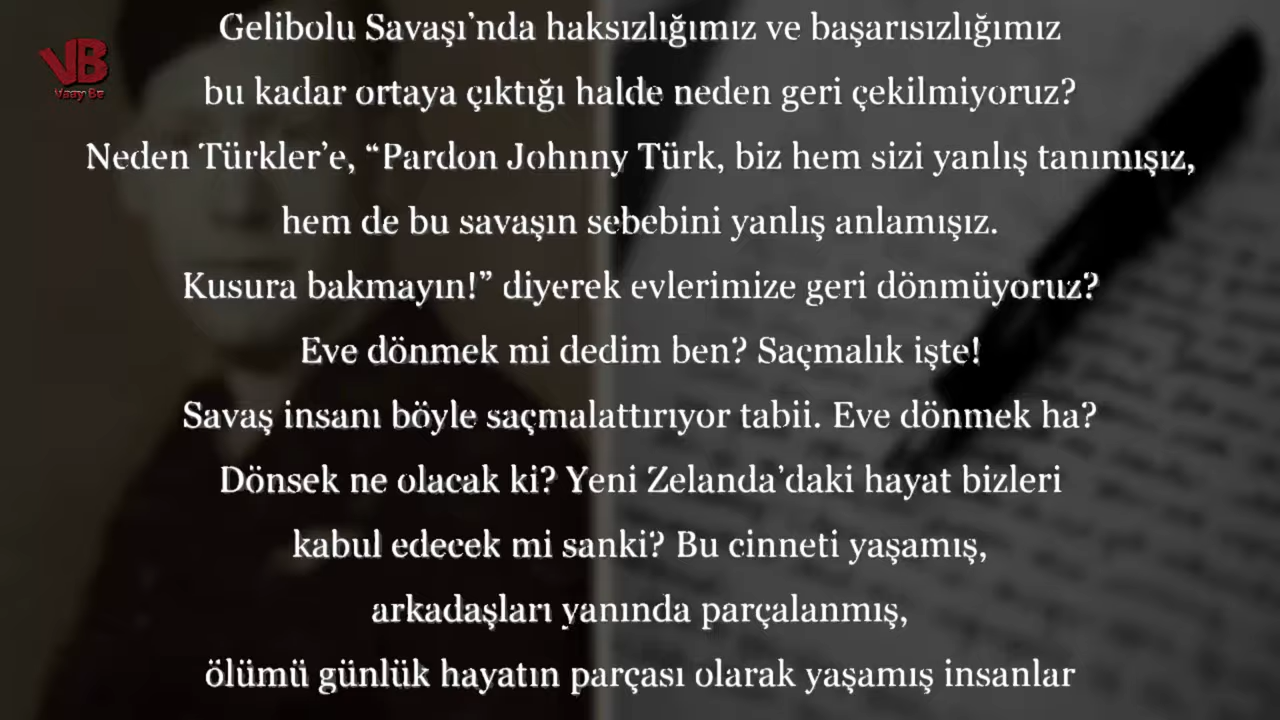 VB
Vaay Be
Gelibolu Savaşı’nda haksızlığımız ve başarısızlığımız
bu kadar ortaya çıktığı halde neden geri çekilmiyoruz?
Neden Türkler’e, “Pardon Johnny Türk, biz hem sizi yanlış tanımışız,
hem de bu savaşın sebebini yanlış anlamışız.
Kusura bakmayın!” diyerek evlerimize geri dönmüyoruz?
Eve dönmek mi dedim ben? Saçmalık işte!
Savaş insanı böyle saçmalattırıyor tabii. Eve dönmek ha?
Dönsek ne olacak ki? Yeni Zelanda’daki hayat bizleri
kabul edecek mi sanki? Bu cinneti yaşamış,
arkadaşları yanında parçalanmış,
ölümü günlük hayatın parçası olarak yaşamış insanlar